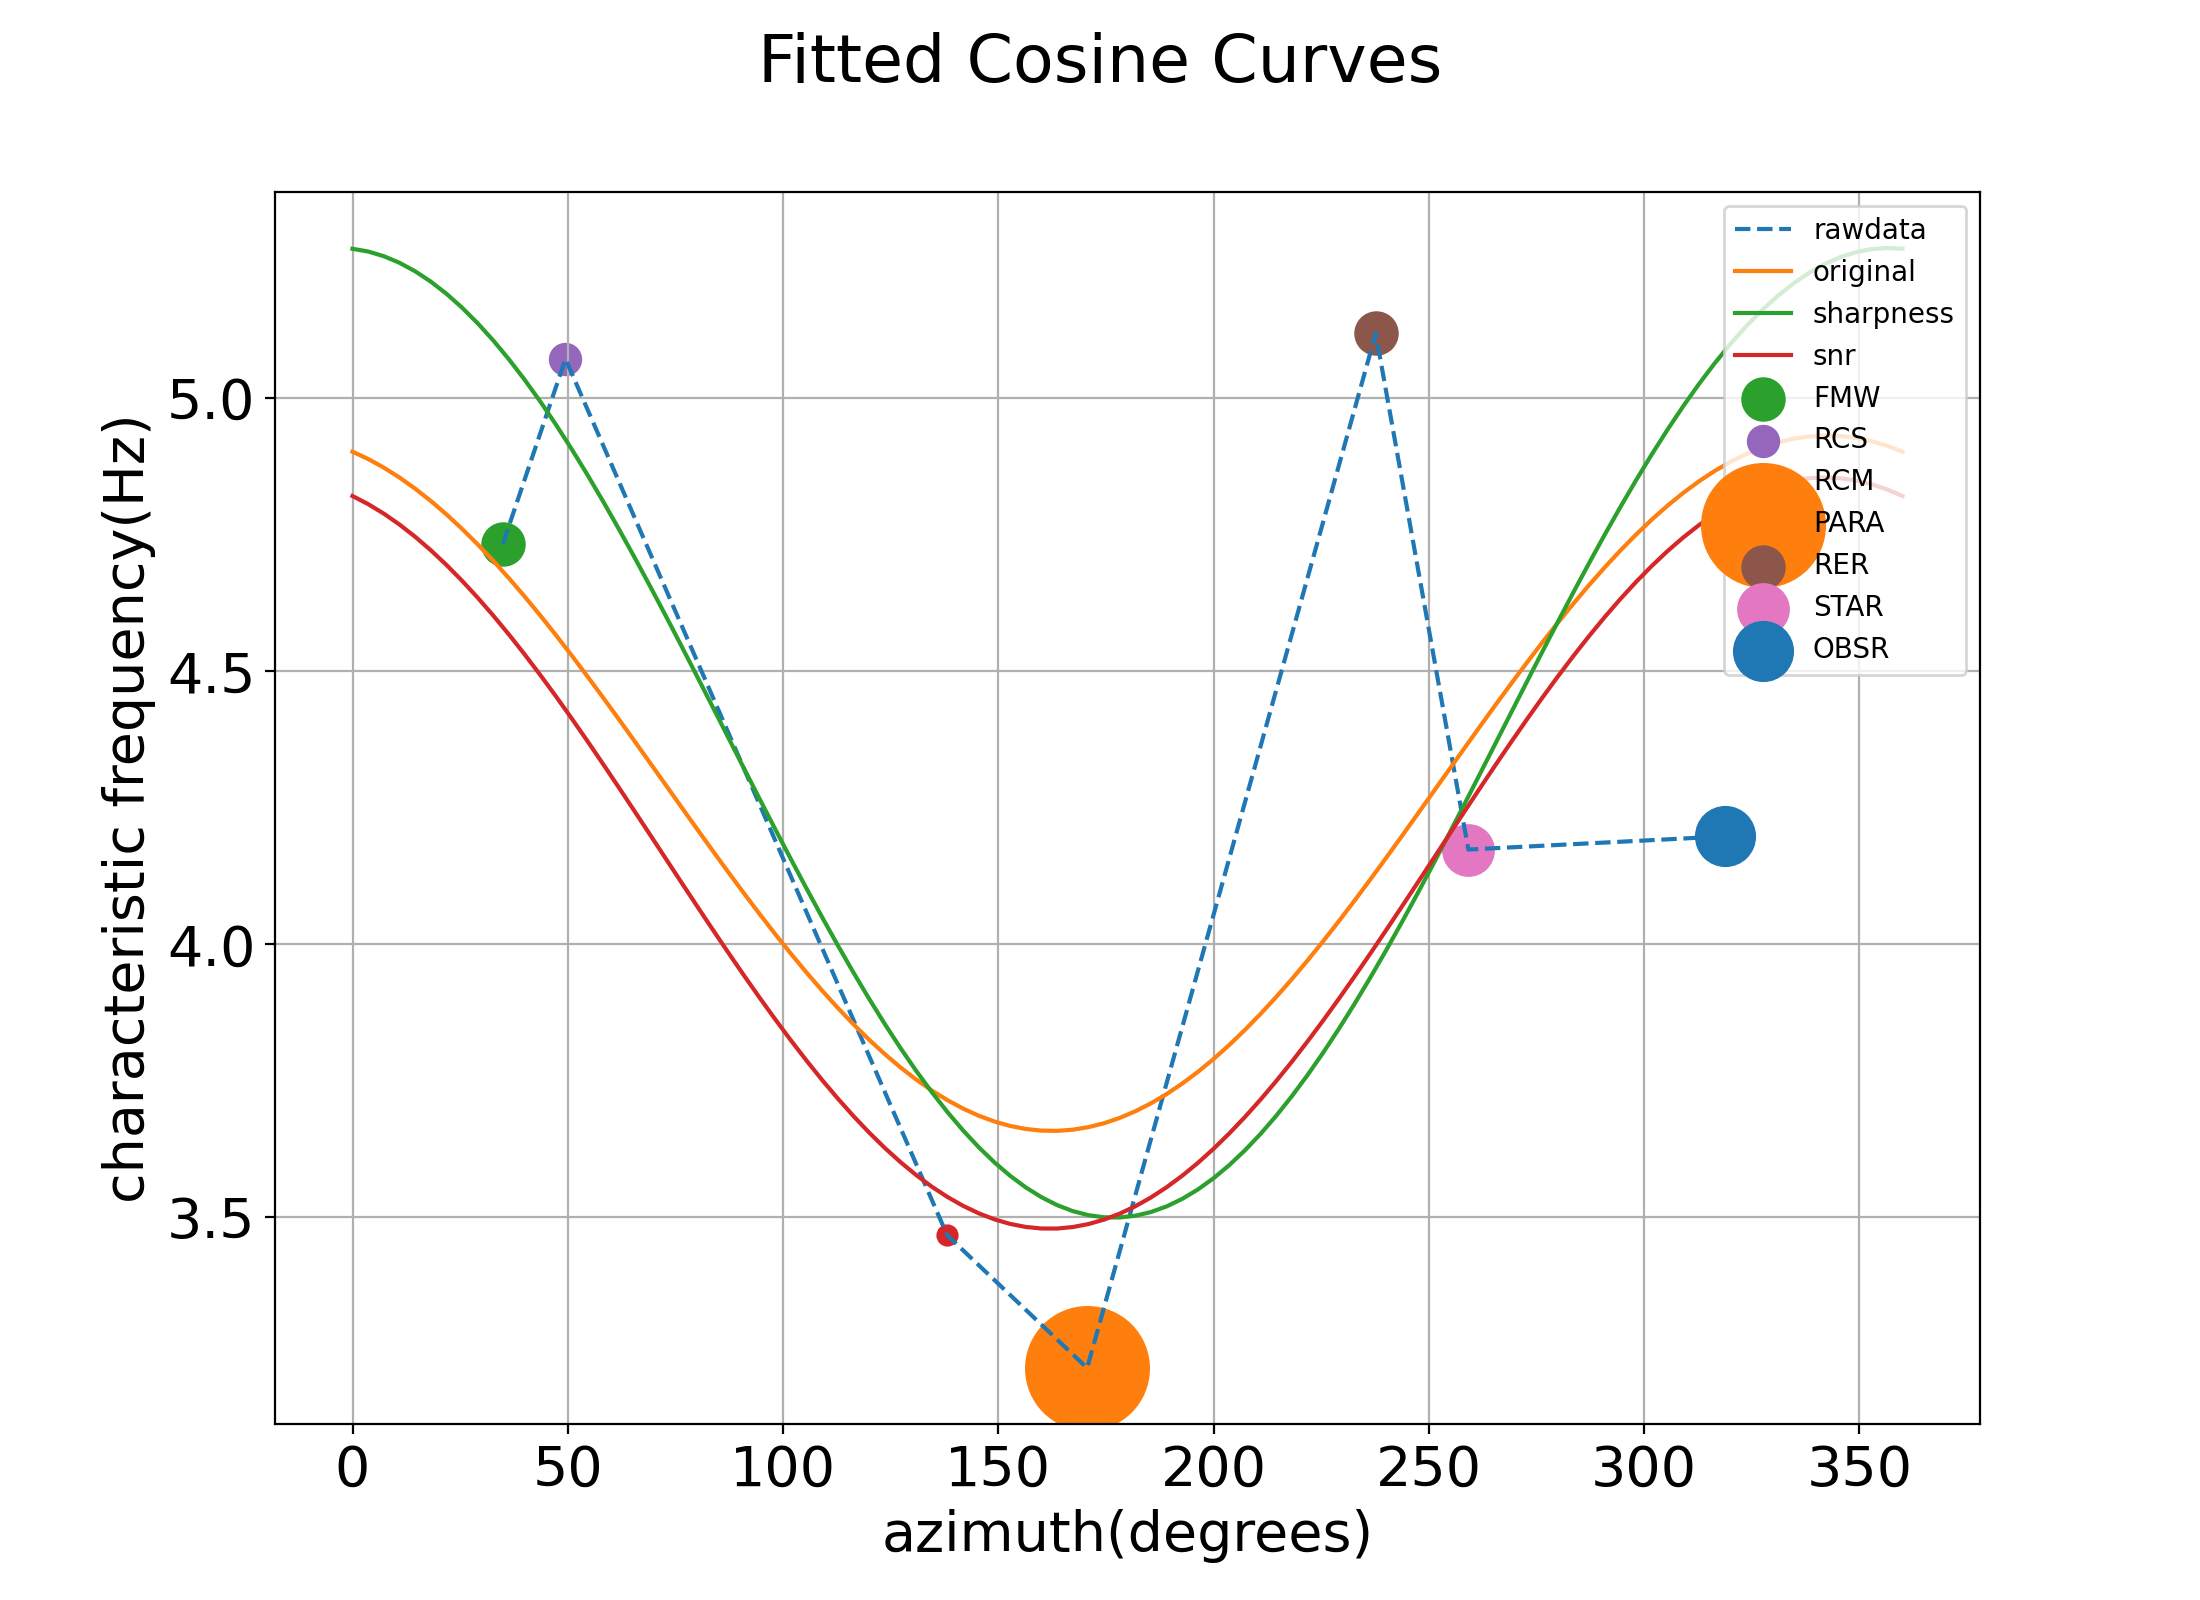 Fitted Cosine Curves
characteristic frequency(Hz)
5.0
4.5
4.0
3.5
rawdata
original
sharpness
snr
FMW
RCS
RCM
PARA
RER
STAR
OBSR
0 50 100 150 200 250 300 350
azimuth(degrees)